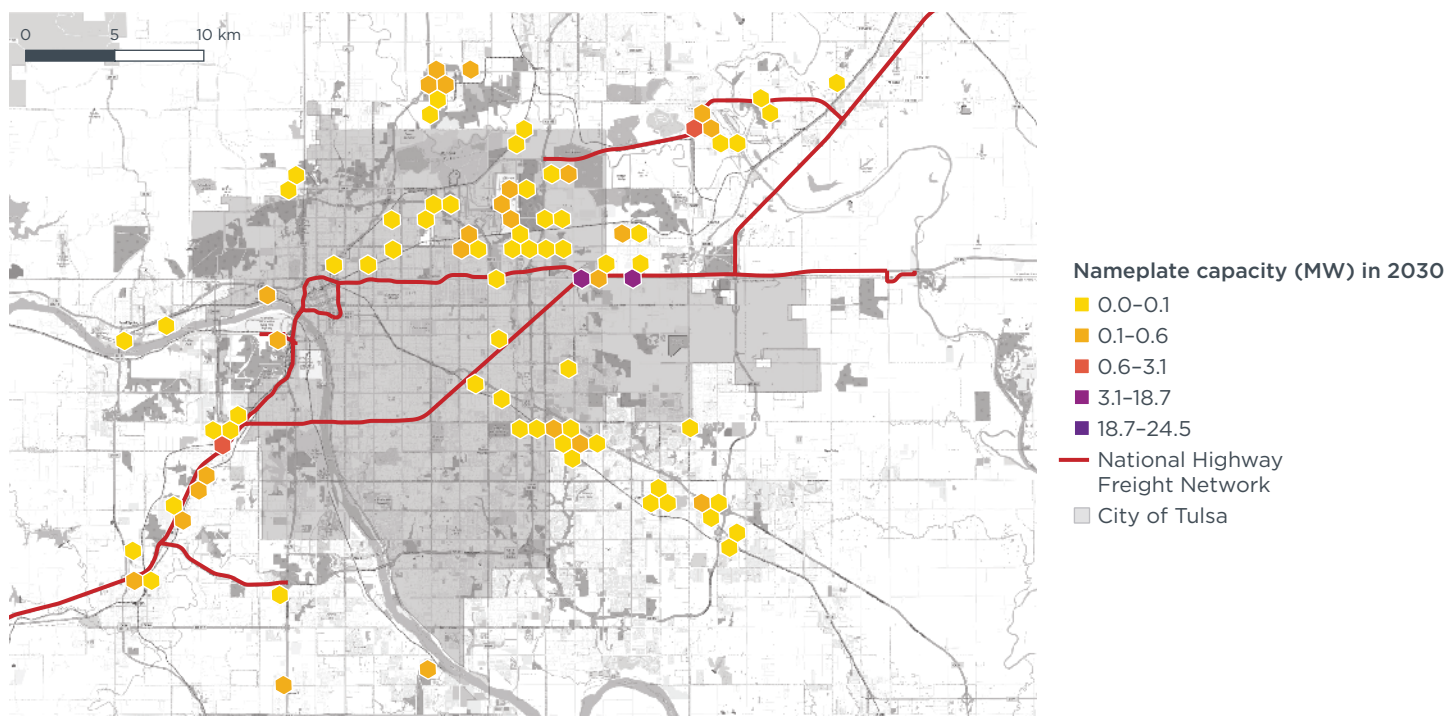 0 5 10 km
Nameplate capacity (MW) in 2030
0.0–0.1
0.1–0.6
0.6–3.1
3.1–18.7
18.7–24.5
National Highway
Freight Network
City of Tulsa